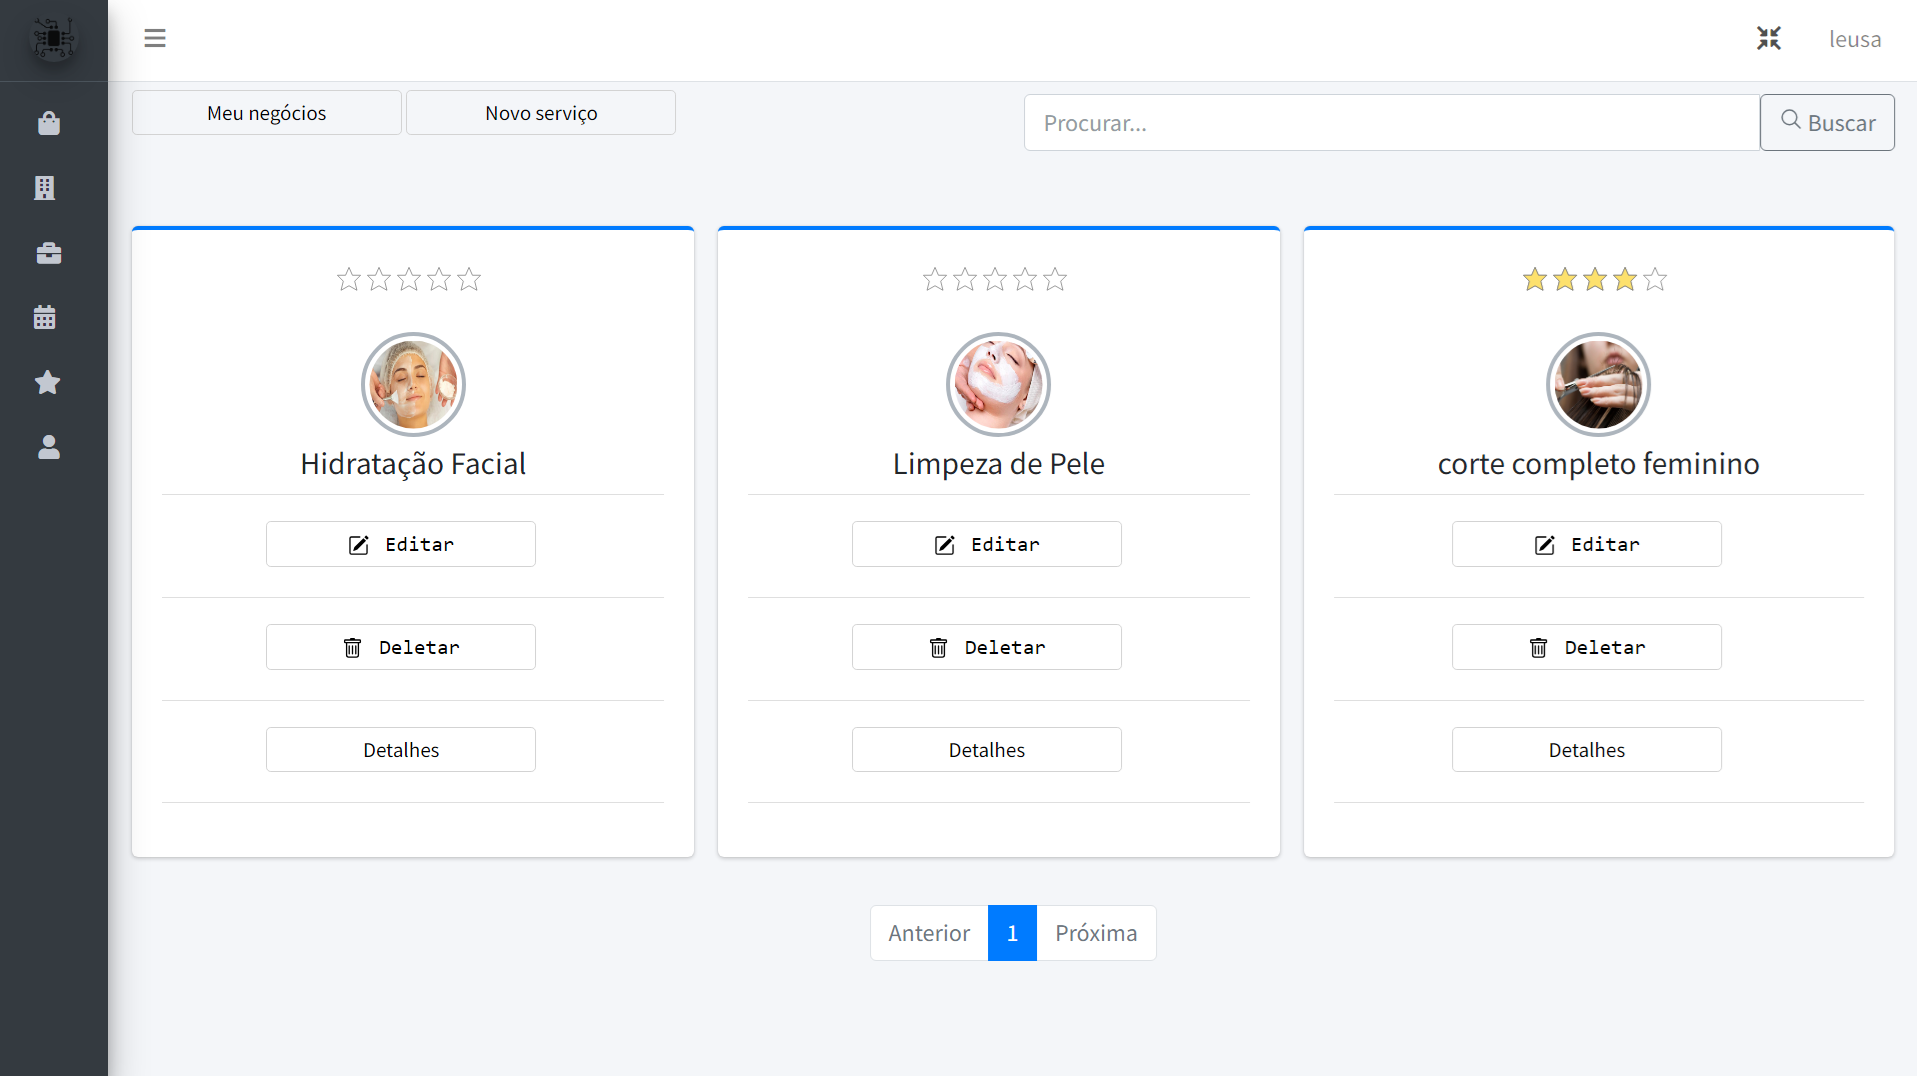 leusa
Meu negócios
Novo serviço
Procurar...
Buscar
Hidratação Facial
Editar
Deletar
Detalhes
Limpeza de Pele
Editar
Deletar
Detalhes
corte completo feminino
Editar
Deletar
Detalhes
Anterior 1 Próxima